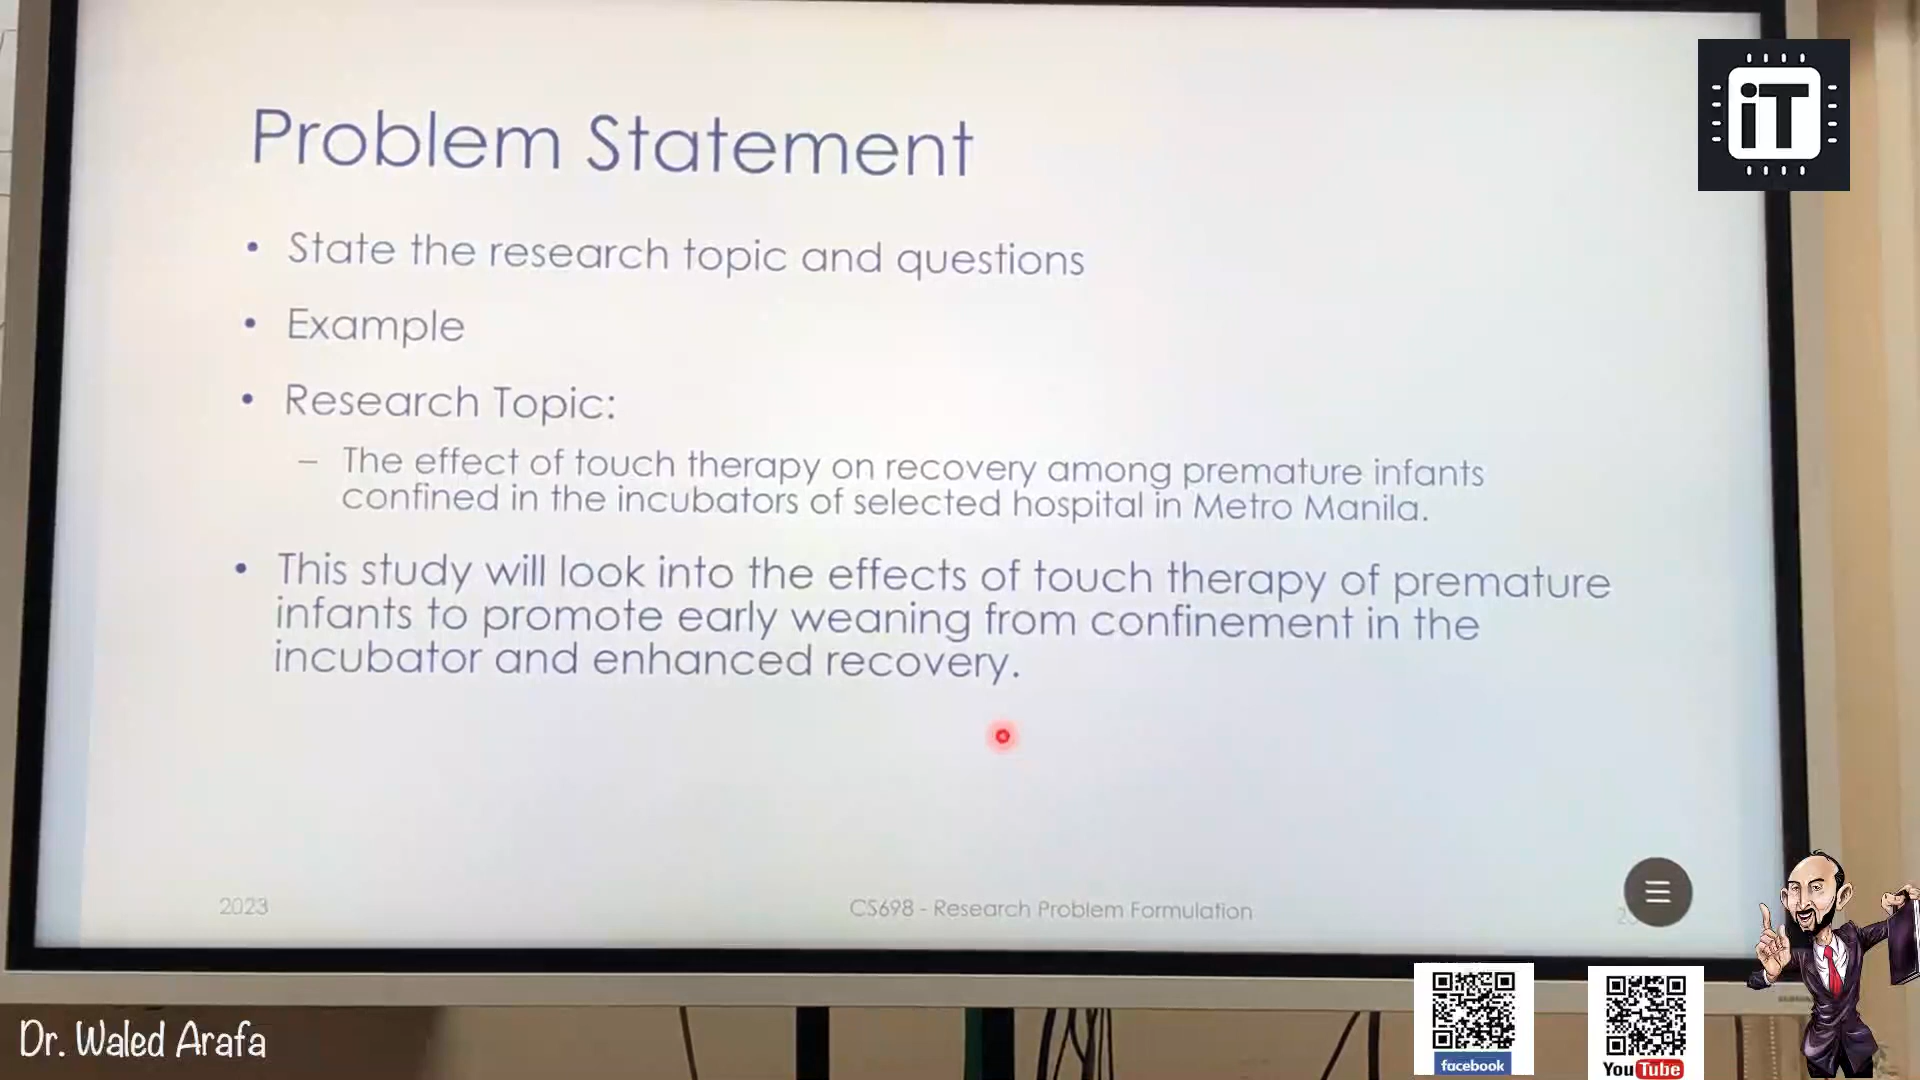 iT
Problem Statement
• State the research topic and questions
• Example
• Research Topic:
– The effect of touch therapy on recovery among premature infants
confined in the incubators of selected hospital in Metro Manila.
• This study will look into the effects of touch therapy of premature
infants to promote early weaning from confinement in the
incubator and enhanced recovery.
2023
CS698 - Research Problem Formulation
Dr. Waled Arafa
facebook
YouTube